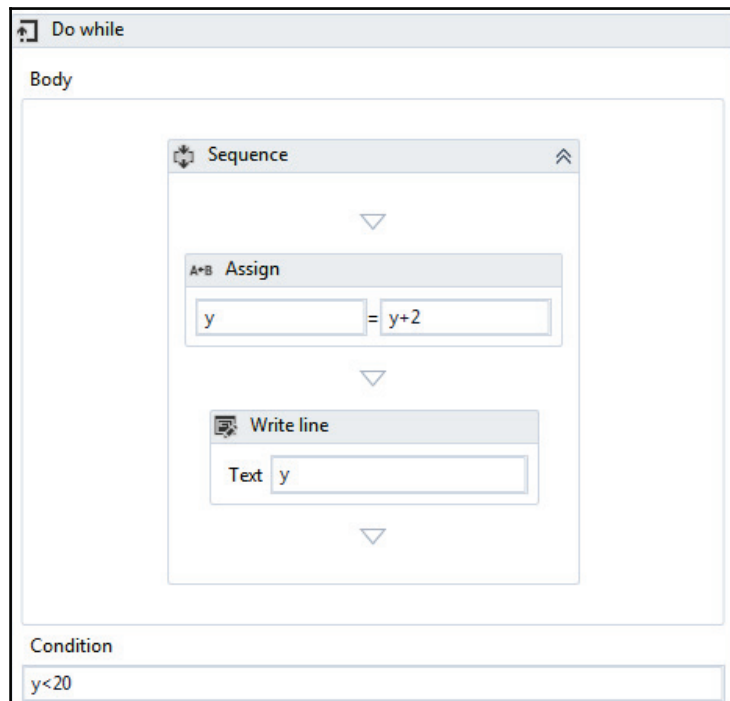 Do while
Body
Sequence
A+B Assign
y = y+2
Write line
Text y
Condition
y<20